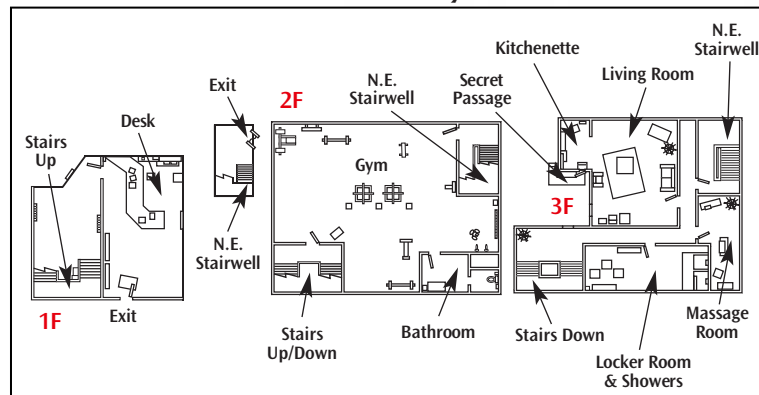 Stairs
Up
Desk
1F
Exit
Exit
N.E.
Stairwell
2F
N.E.
Stairwell
Gym
Stairs
Up/Down
Bathroom
Kitchenette
Secret
Passage
Living Room
N.E.
Stairwell
3F
Stairs Down
Locker Room
& Showers
Massage
Room